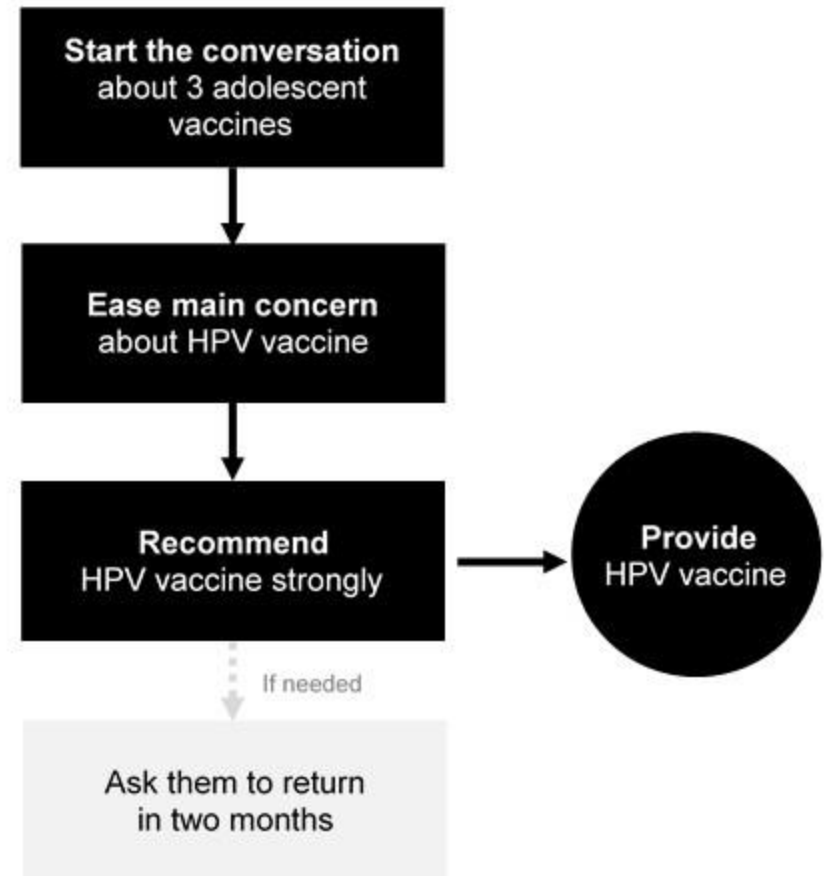 Start the conversation
about 3 adolescent
vaccines
Ease main concern
about HPV vaccine
Recommend
HPV vaccine strongly
Provide
HPV vaccine
If needed
Ask them to return
in two months